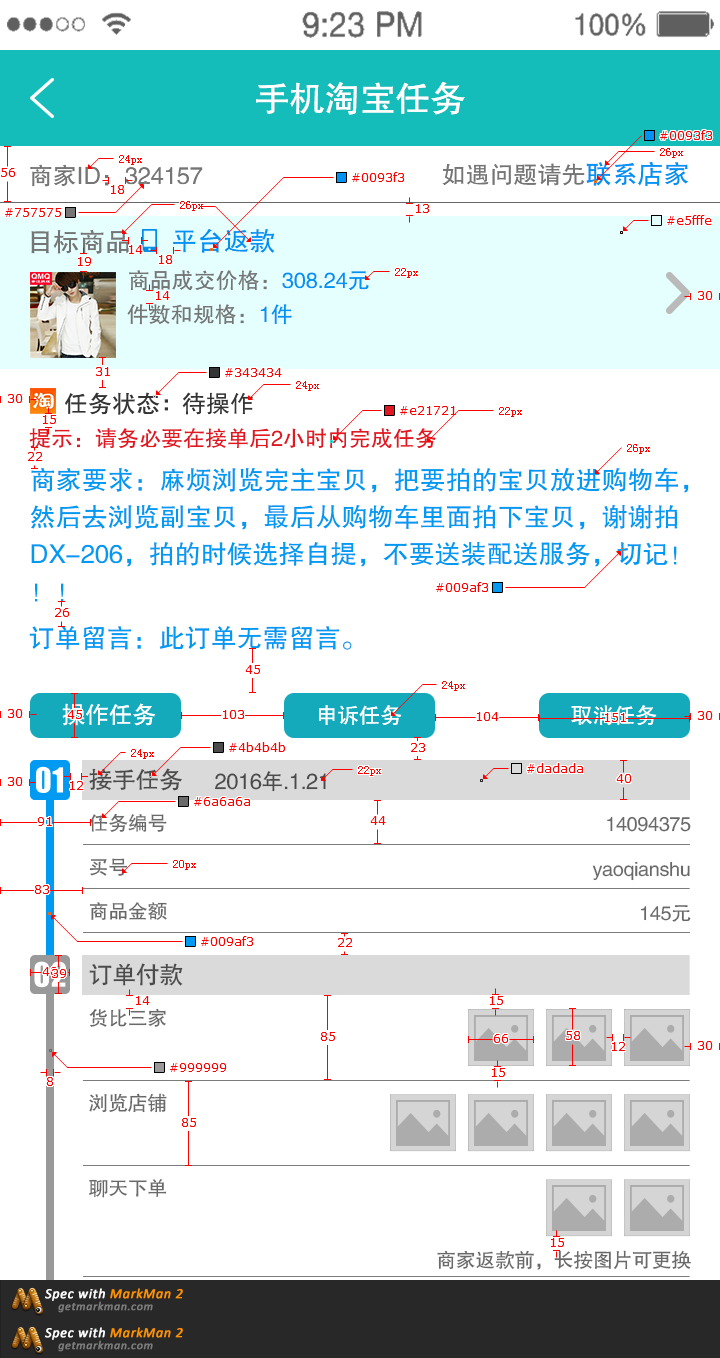 9:23 PM 100%
手机淘宝任务
#0093f3
56 24px 26px
商家ID：324157 如遇问题请先联系店家
18 #0093f3
#757575 26px 13 #e5fffe
目标商品 平台返款
14 18
19
QMQ 商品成交价格：308.24元 22px
14 30
件数和规格：1件
31 #343434
30 淘 任务状态：待操作 24px
15 #e21721 22px
提示：请务必要在接单后2小时内完成任务
22 26px
商家要求：麻烦浏览完主宝贝，把要拍的宝贝放进购物车，
然后去浏览副宝贝，最后从购物车里面拍下宝贝，谢谢拍
DX-206，拍的时候选择自提，不要送装配送服务，切记！
#009af3
！！
26
订单留言：此订单无需留言。
45
24px
30 操作任务 45 103 申诉任务 104 取消任务 151 30
23
24px #4b4b4b
30 01 12 接手任务 2016年.1.21 22px #dadada 40
#6a6a6a
91 任务编号 44 14094375
买号 20px yaoqianshu
83
商品金额 145元
#009af3 22
02 39 订单付款
14 15
货比三家 85 66 58 12 30
#999999 15
8
浏览店铺
85
聊天下单
15
商家返款前，长按图片可更换
Spec with MarkMan 2
getmarkman.com
Spec with MarkMan 2
getmarkman.com